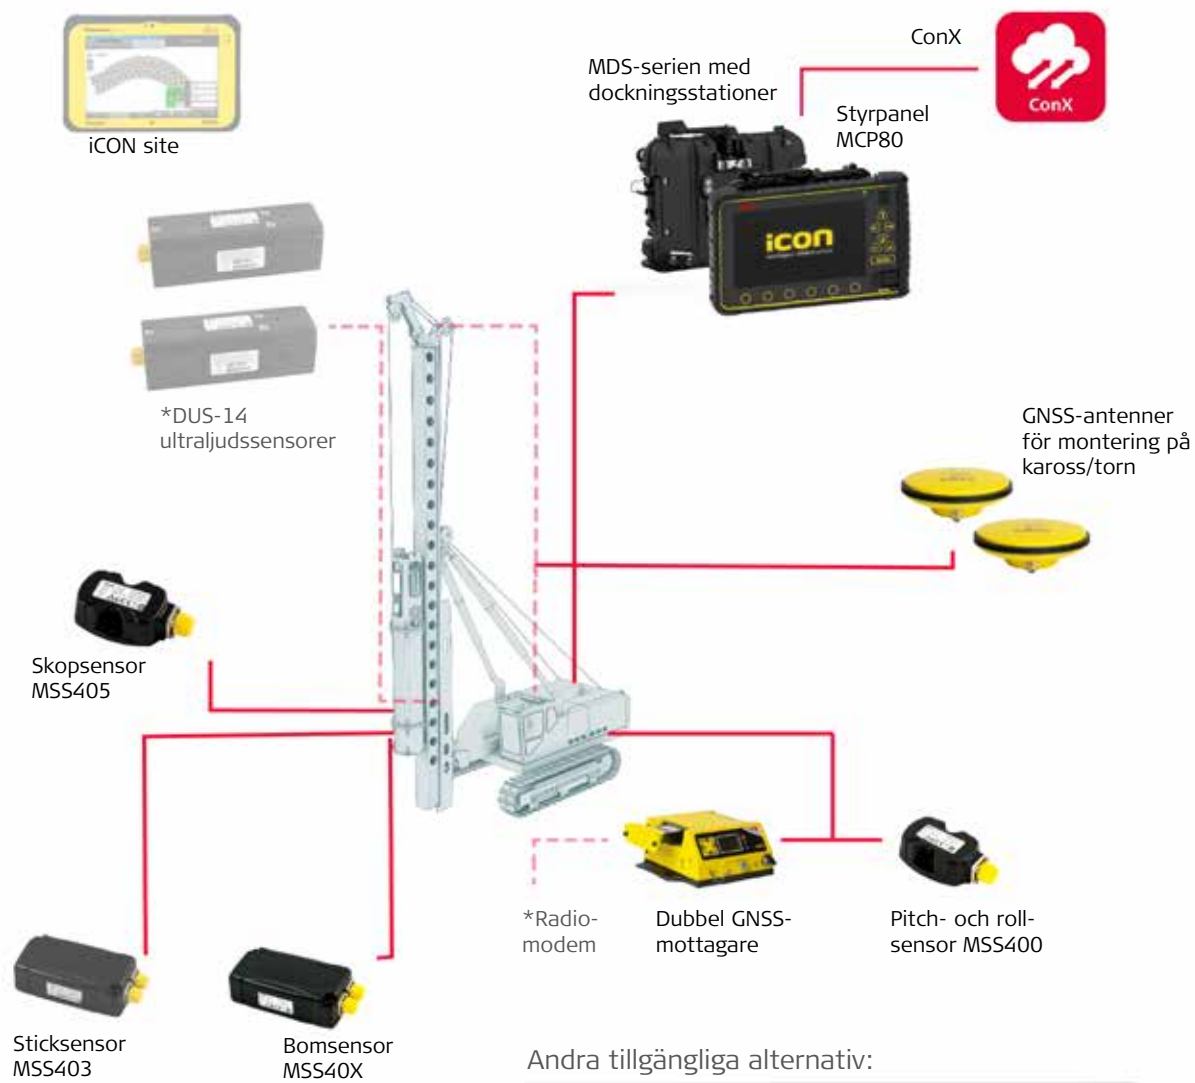 ConX
MDS-serien med
dockningsstationer
ConX
Styrpanel
MCP80
iCON site
icon
*DUS-14
ultraljudssensorer
GNSS-antenner
för montering på
kaross/torn
Skopsensor
MSS405
*Radio-
modem
Dubbel GNSS-
mottagare
Pitch- och roll-
sensor MSS400
Sticksensor
MSS403
Bomsensor
MSS40X
Andra tillgängliga alternativ: